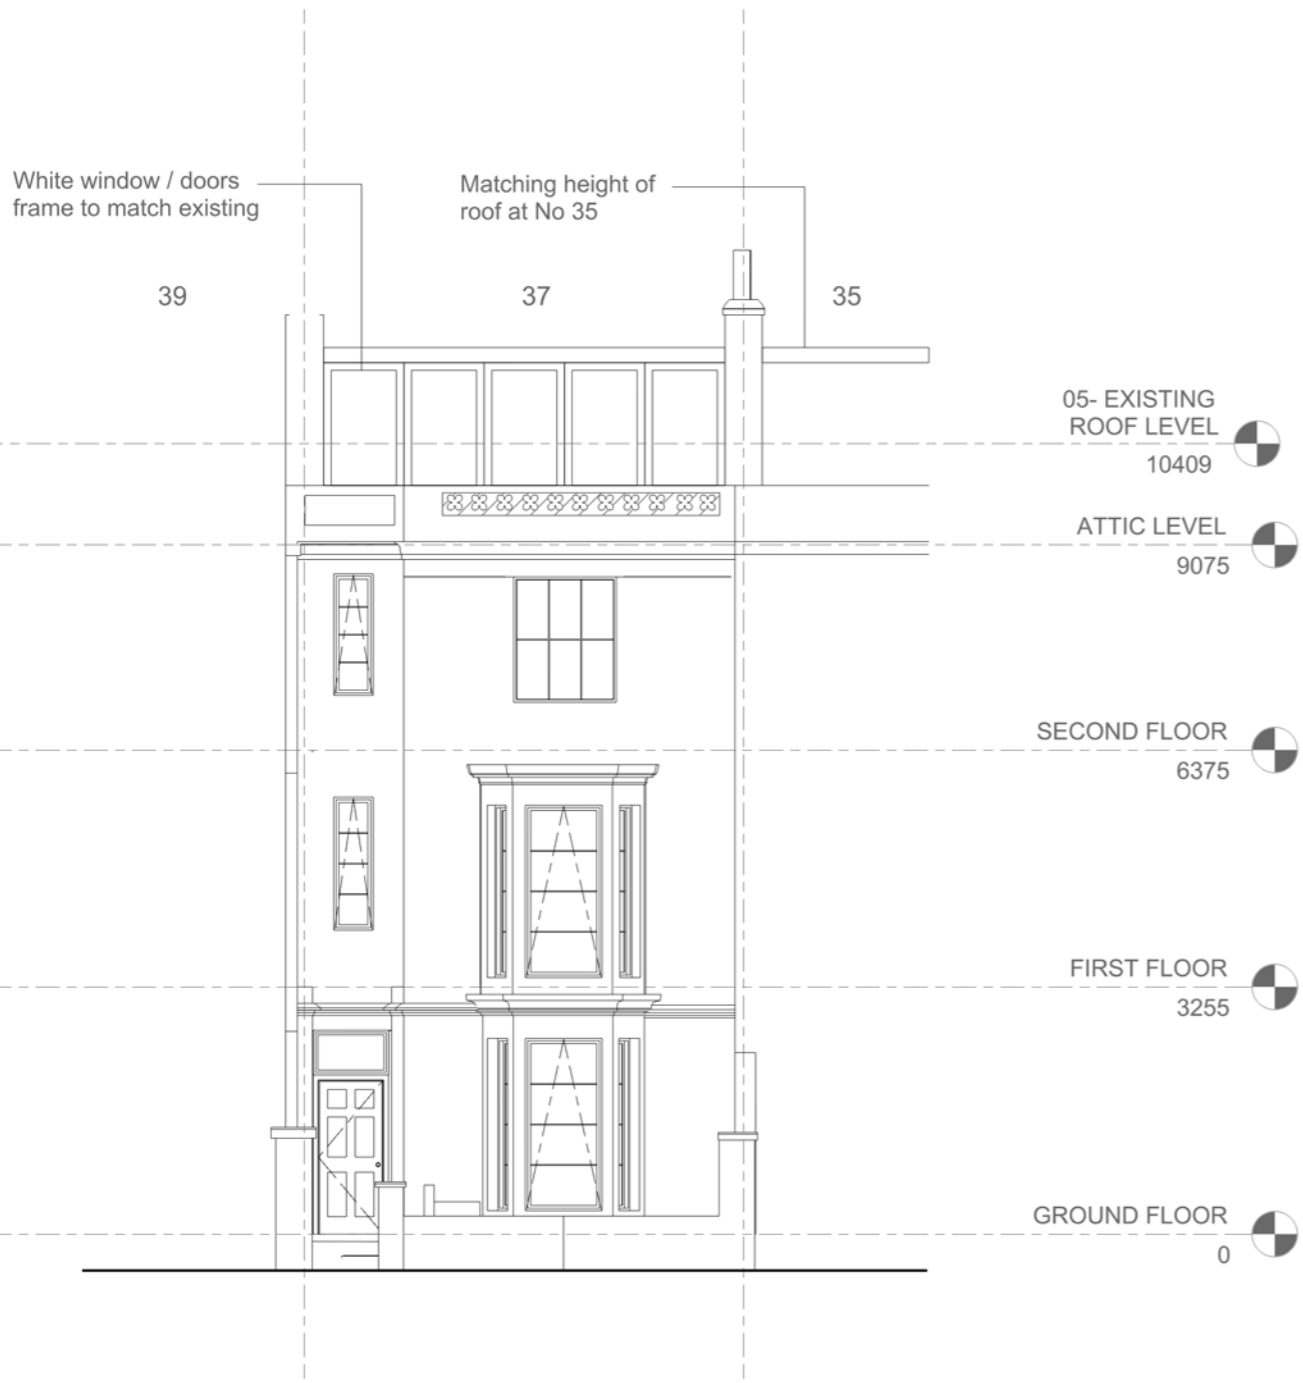 White window / doors
frame to match existing
Matching height of
roof at No 35
39
37
35
05- EXISTING
ROOF LEVEL
10409
ATTIC LEVEL
9075
SECOND FLOOR
6375
FIRST FLOOR
3255
GROUND FLOOR
0